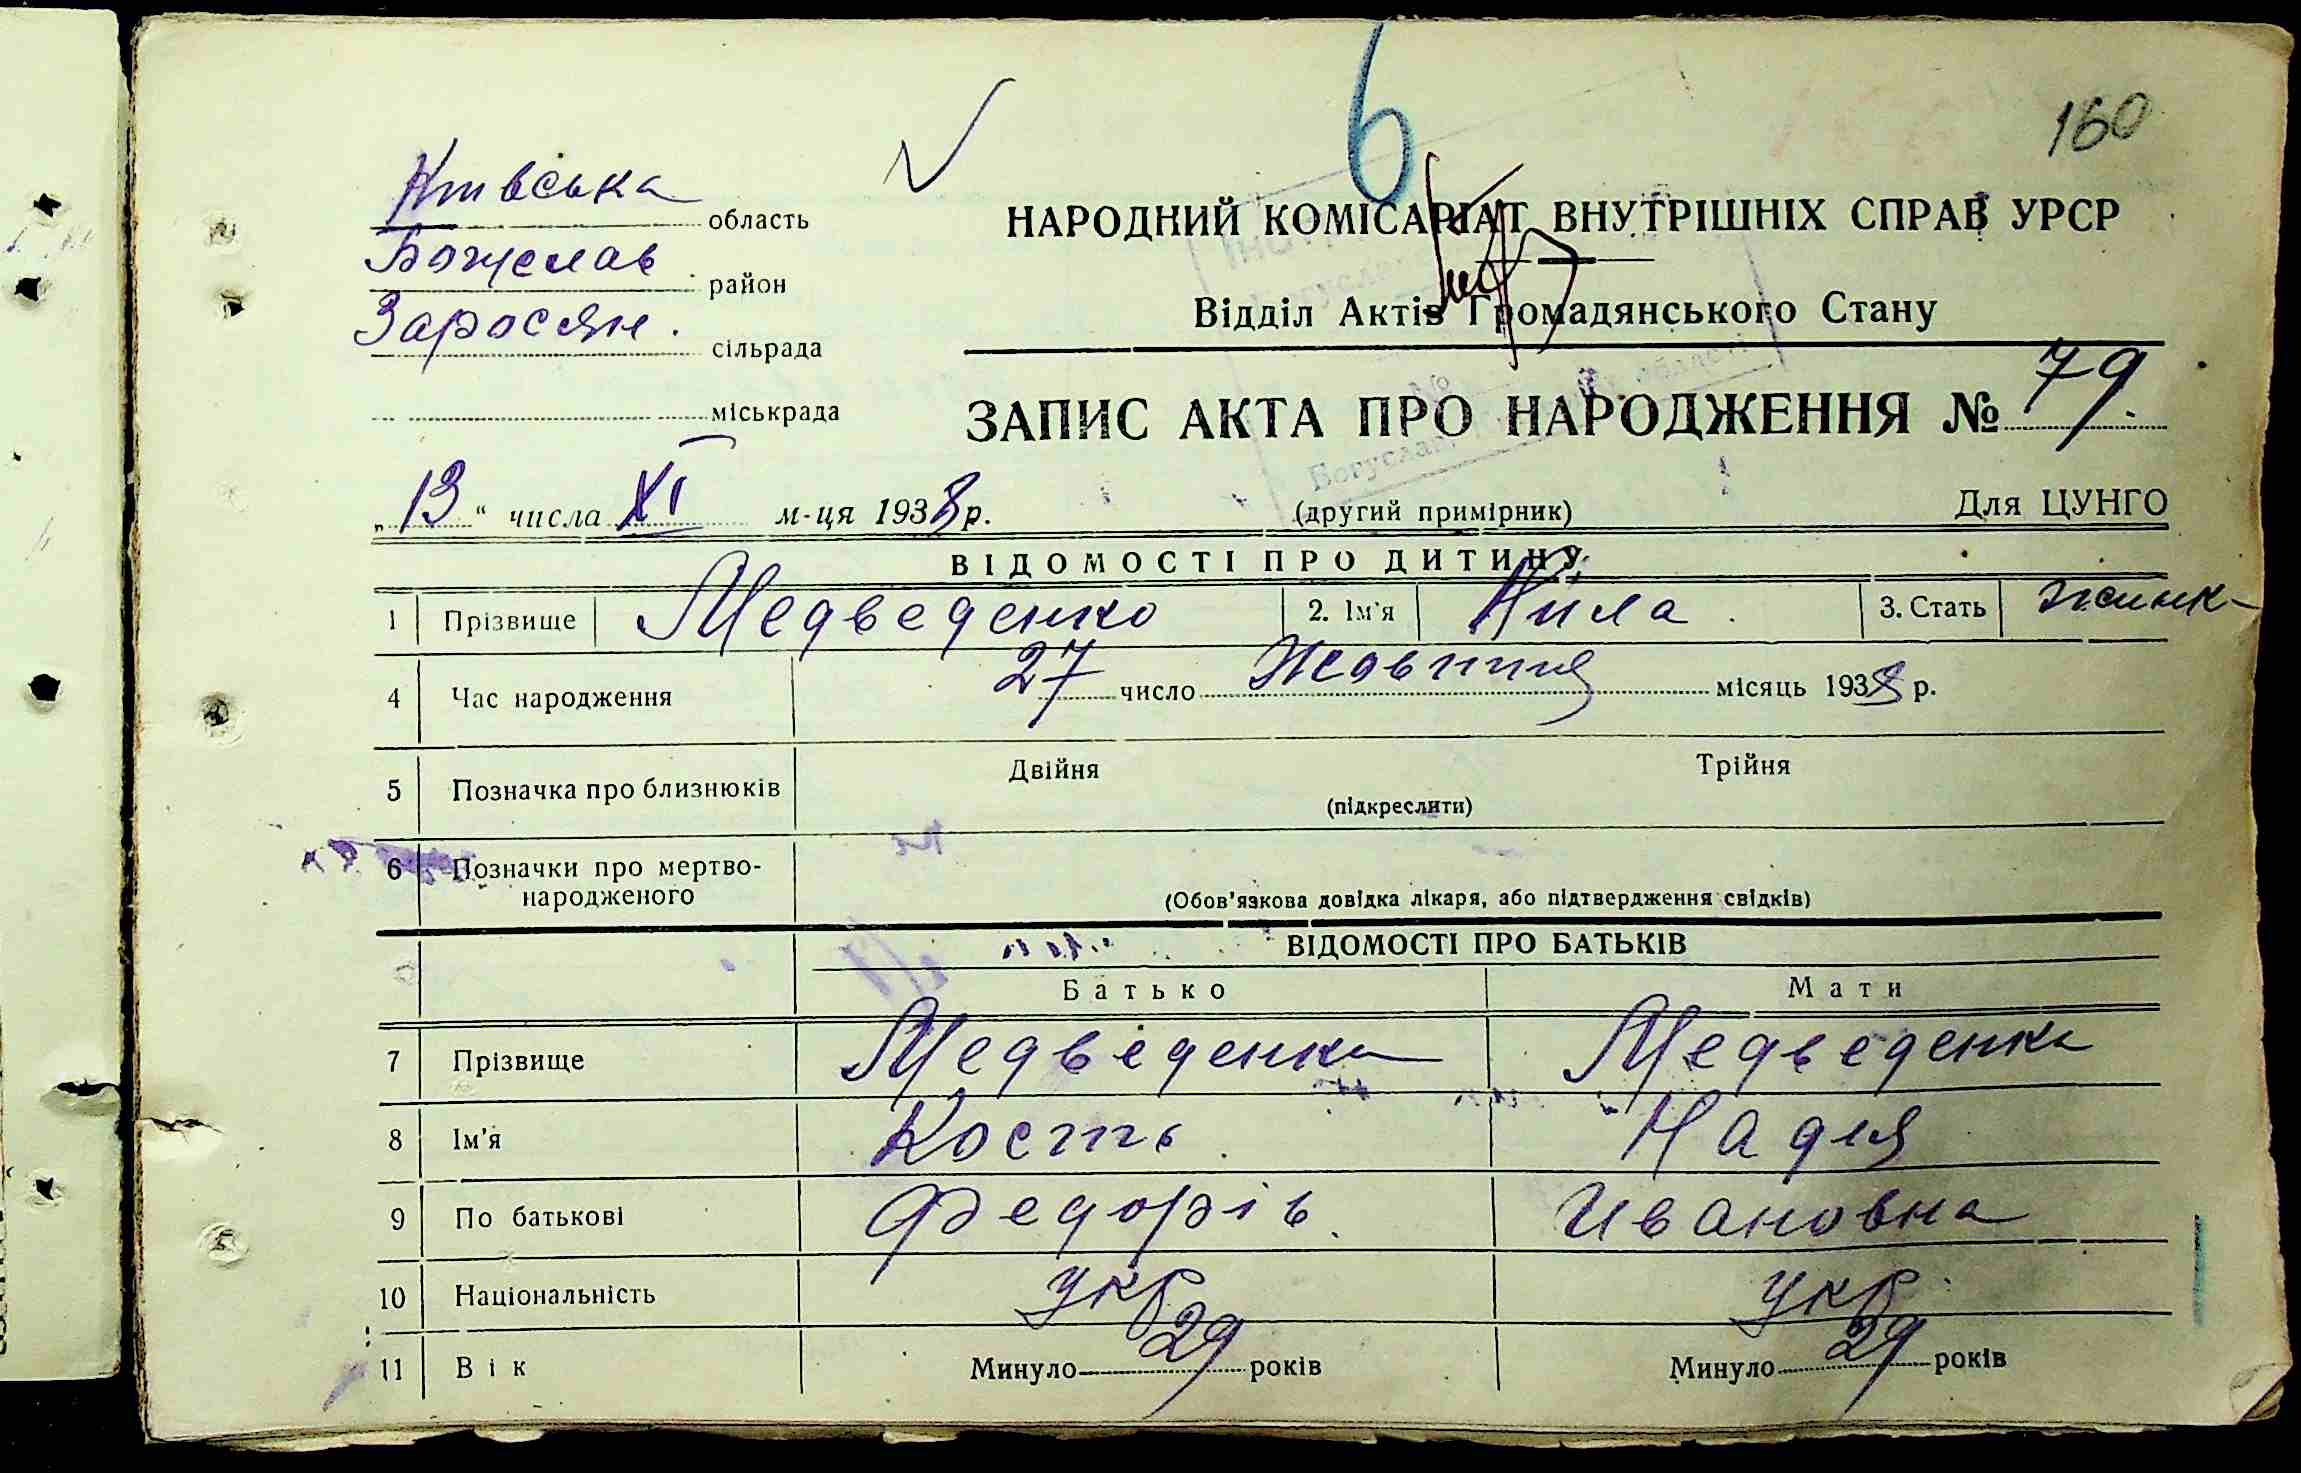 6
160
Київська область
Богуслав район
Заросян. сільрада
міськрада
НАРОДНИЙ КОМІСАРІАТ ВНУТРІШНІХ СПРАВ УРСР
Відділ Актів Громадянського Стану
ЗАПИС АКТА ПРО НАРОДЖЕННЯ № 79.
„13“ числа XI м-ця 1938 р.
(другий примірник)
Для ЦУНГО
ВІДОМОСТІ ПРО ДИТИНУ
1 Прізвище Медведенко 2. Ім'я Ніла. 3. Стать жинк-
4 Час народження 27 число Жовтня місяць 1938 р.
5 Позначка про близнюків Двійня Трійня
(підкреслити)
6 Позначки про мертво-
народженого
(Обов'язкова довідка лікаря, або підтвердження свідків)
ВІДОМОСТІ ПРО БАТЬКІВ
Батько Мати
7 Прізвище Медведенко Медведенко
8 Ім'я Кость. Надія
9 По батькові Федорів. Ивановна
10 Національність укр укр.
11 Вік Минуло 29 років Минуло 29 років